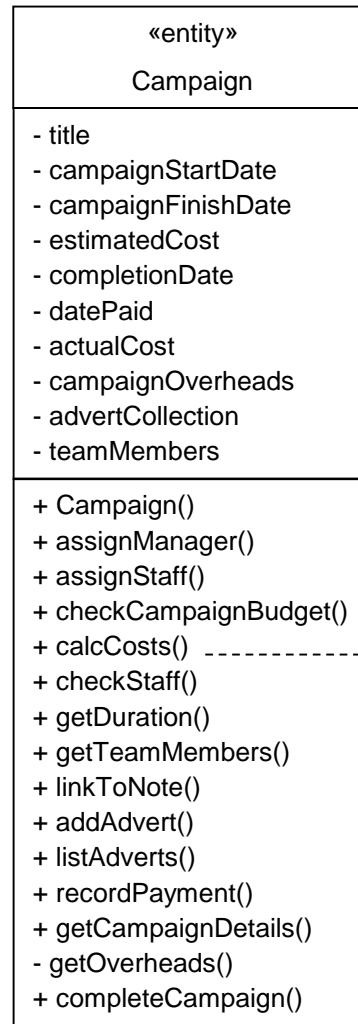 «entity»
Campaign
- title
- campaignStartDate
- campaignFinishDate
- estimatedCost
- completionDate
- datePaid
- actualCost
- campaignOverheads
- advertCollection
- teamMembers
+ Campaign()
+ assignManager()
+ assignStaff()
+ checkCampaignBudget()
+ calcCosts()
+ checkStaff()
+ getDuration()
+ getTeamMembers()
+ linkToNote()
+ addAdvert()
+ listAdverts()
+ recordPayment()
+ getCampaignDetails()
- getOverheads()
+ completeCampaign()